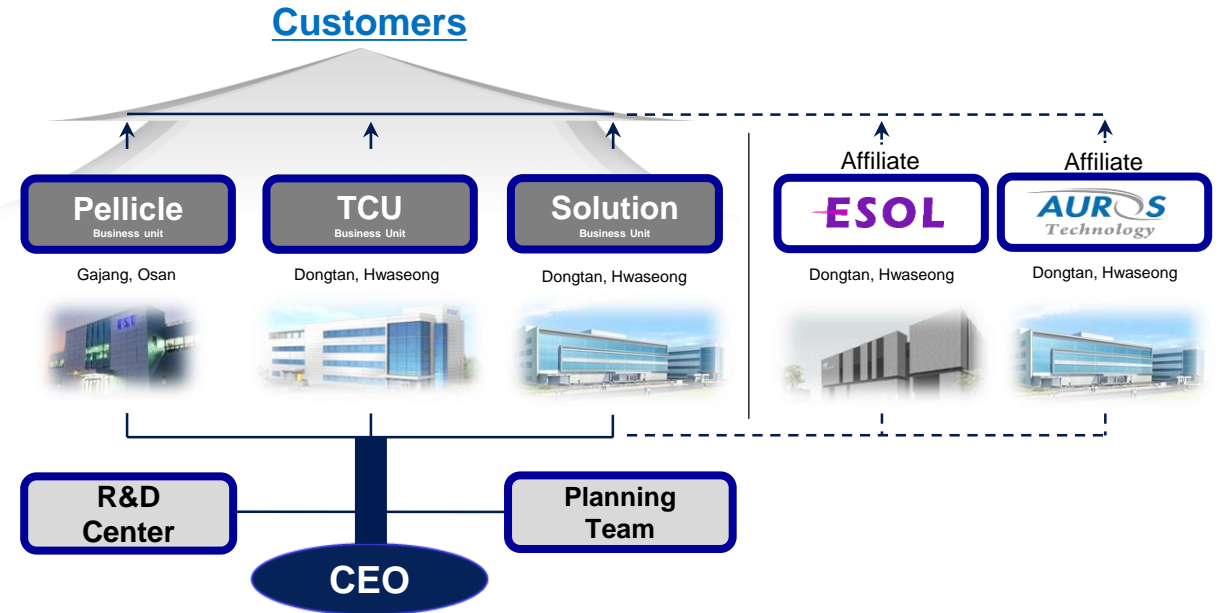 Customers
Affiliate
Affiliate
Pellicle
Business unit
TCU
Business Unit
Solution
Business Unit
ESOL
AUROS
Technology
Gajang, Osan
Dongtan, Hwaseong
Dongtan, Hwaseong
Dongtan, Hwaseong
Dongtan, Hwaseong
R&D
Center
Planning
Team
CEO